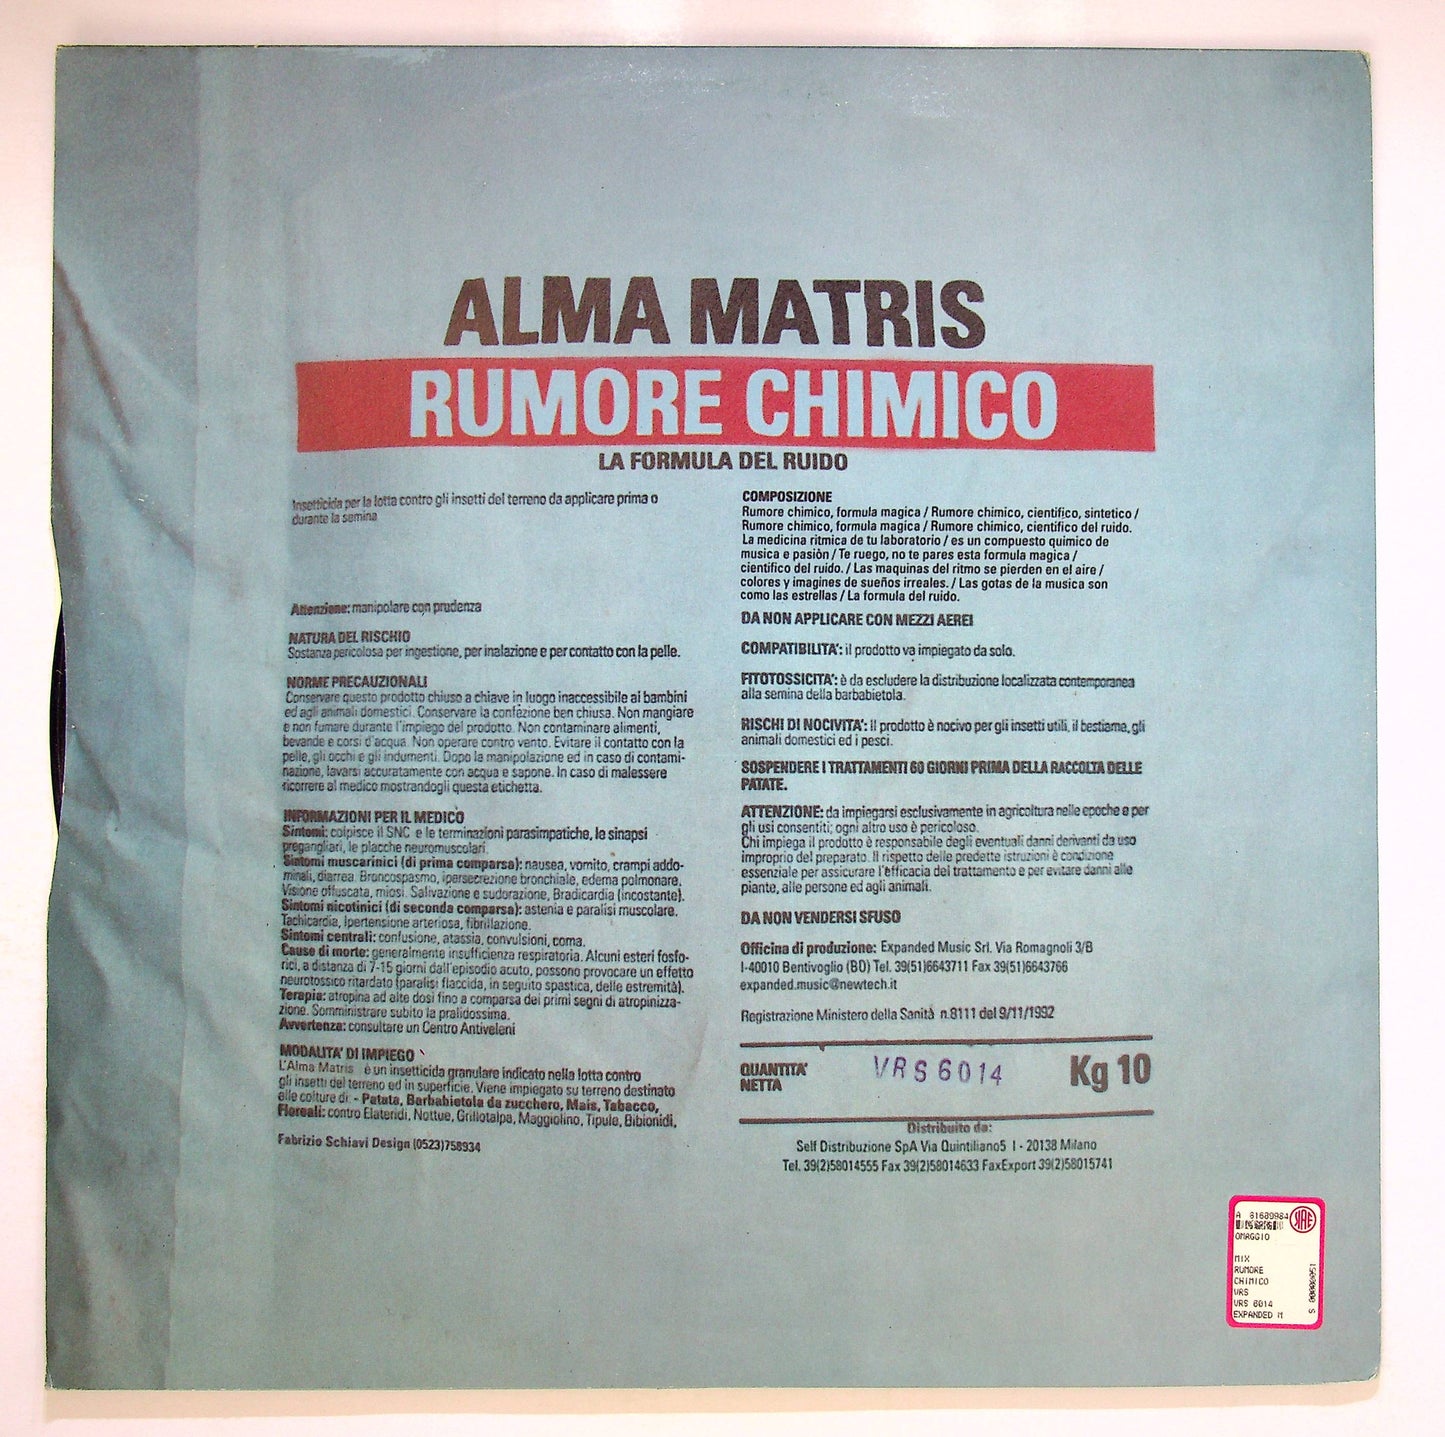 ALMA MATRIS
RUMORE CHIMICO
LA FORMULA DEL RUIDO
Insetticida per la lotta contro gli insetti del terreno da applicare prima o
durante la semina
Attenzione: manipolare con prudenza
NATURA DEL RISCHIO
Sostanza pericolosa per ingestione, per inalazione e per contatto con la pelle.
NORME PRECAUZIONALI
Conservare questo prodotto chiuso a chiave in luogo inaccessibile ai bambini
ed agli animali domestici. Conservare la confezione ben chiusa. Non mangiare
e non fumare durante l'impiego del prodotto. Non contaminare alimenti,
bevande e corsi d'acqua. Non operare contro vento. Evitare il contatto con la
pelle, gli occhi e gli indumenti. Dopo la manipolazione ed in caso di contami-
nazione, lavarsi accuratamente con acqua e sapone. In caso di malessere
ricorrere al medico mostrandogli questa etichetta.
INFORMAZIONI PER IL MEDICO
Sintomi: colpisce il SNC e le terminazioni parasimpatiche, le sinapsi
pregangliari, le placche neuromuscolari.
Sintomi muscarinici (di prima comparsa): nausea, vomito, crampi addo-
minali, diarrea. Broncospasmo, ipersecrezione bronchiale, edema polmonare.
Visione offuscata, miosi. Salivazione e sudorazione, Bradicardia (incostante).
Sintomi nicotinici (di seconda comparsa): astenia e paralisi muscolare.
Tachicardia, ipertensione arteriosa, fibrillazione.
Sintomi centrali: confusione, atassia, convulsioni, coma.
Cause di morte: generalmente insufficienza respiratoria. Alcuni esteri fosfo-
rici, a distanza di 7-15 giorni dall'episodio acuto, possono provocare un effetto
neurotossico ritardato (paralisi flaccida, in seguito spastica, delle estremità).
Terapia: atropina ad alte dosi fino a comparsa dei primi segni di atropinizza-
zione. Somministrare subito la pralidossima.
Avvertenza: consultare un Centro Antiveleni
MODALITA' DI IMPIEGO
L'Alma Matris è un insetticida granulare indicato nella lotta contro
gli insetti del terreno ed in superficie. Viene impiegato su terreno destinato
alle colture di: - Patata, Barbabietola da zucchero, Mais, Tabacco,
Floreali: contro Elateridi, Nottue, Grillotalpa, Maggiolino, Tipule, Bibionidi.
Fabrizio Schiavi Design (0523)758934
COMPOSIZIONE
Rumore chimico, formula magica / Rumore chimico, cientifico, sintetico /
Rumore chimico, formula magica / Rumore chimico, cientifico del ruido.
La medicina ritmica de tu laboratorio / es un compuesto quimico de
musica e pasiòn / Te ruego, no te pares esta formula magica /
cientifico del ruido. / Las maquinas del ritmo se pierden en el aire /
colores y imagines de sueños irreales. / Las gotas de la musica son
como las estrellas / La formula del ruido.
DA NON APPLICARE CON MEZZI AEREI
COMPATIBILITA': il prodotto va impiegato da solo.
FITOTOSSICITA': è da escludere la distribuzione localizzata contemporanea
alla semina della barbabietola.
RISCHI DI NOCIVITA': Il prodotto è nocivo per gli insetti utili, il bestiame, gli
animali domestici ed i pesci.
SOSPENDERE I TRATTAMENTI 60 GIORNI PRIMA DELLA RACCOLTA DELLE
PATATE.
ATTENZIONE: da impiegarsi esclusivamente in agricoltura nelle epoche e per
gli usi consentiti; ogni altro uso è pericoloso.
Chi impiega il prodotto è responsabile degli eventuali danni derivanti da uso
improprio del preparato. Il rispetto delle predette istruzioni è condizione
essenziale per assicurare l'efficacia del trattamento e per evitare danni alle
piante, alle persone ed agli animali.
DA NON VENDERSI SFUSO
Officina di produzione: Expanded Music Srl. Via Romagnoli 3/B
I-40010 Bentivoglio (BO) Tel. 39(51)6643711 Fax 39(51)6643766
expanded.music@newtech.it
Registrazione Ministero della Sanità n.8111 del 9/11/1992
QUANTITA'
NETTA
VRS 6014
Kg 10
Distribuito da:
Self Distribuzione SpA Via Quintiliano5 I - 20138 Milano
Tel. 39(2)58014555 Fax 39(2)58014633 FaxExport 39(2)58015741
A 81689984
SIAE
OMAGGIO
MIX
RUMORE
CHIMICO
VRS
VRS 6014
EXPANDED M